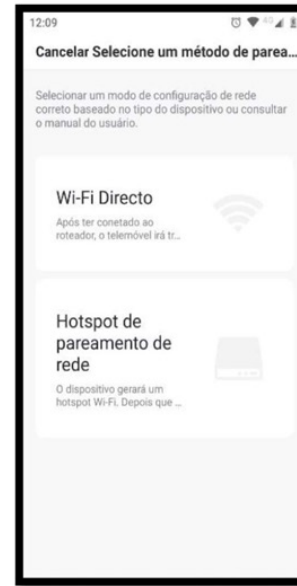 12:09
4G
Cancelar Selecione um método de parea...
Selecionar um modo de configuração de rede
correto baseado no tipo do dispositivo ou consultar
o manual do usuário.
Wi-Fi Directo
Após ter conetado ao
roteador, o telemóvel irá tr...
Hotspot de
pareamento de
rede
O dispositivo gerará um
hotspot Wi-Fi. Depois que ...